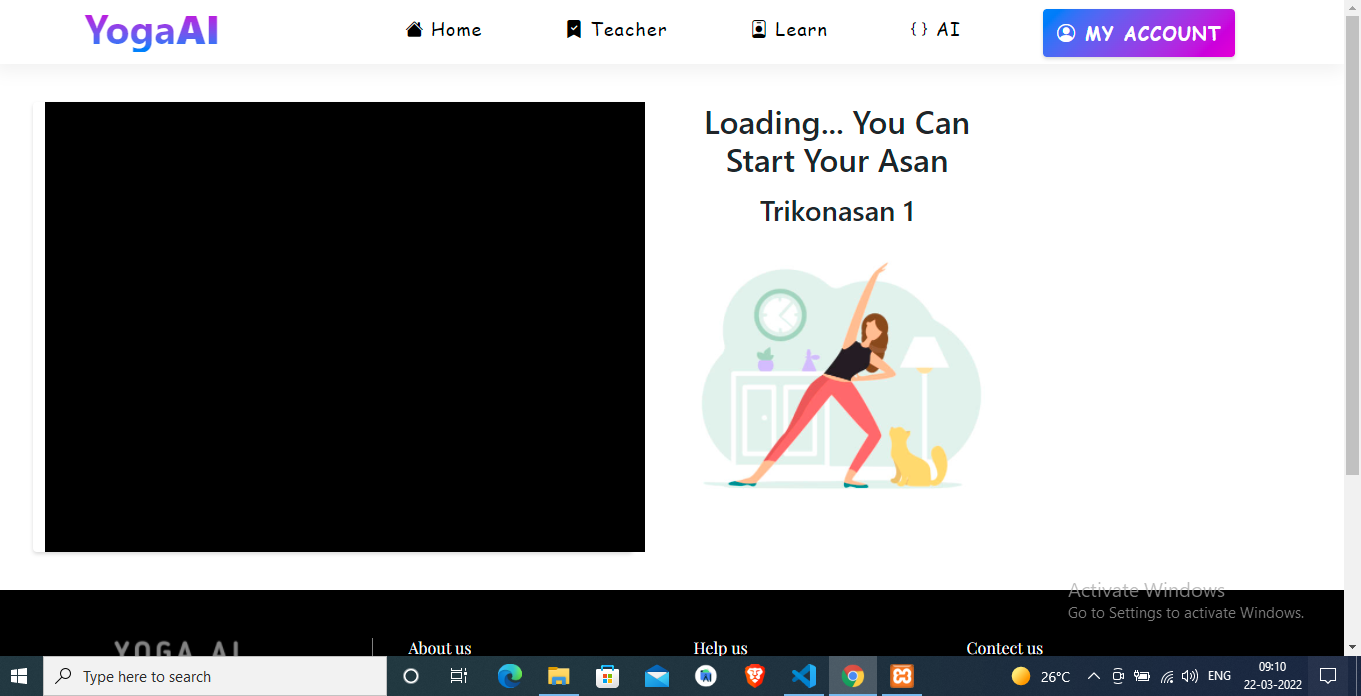 YogaAI
Home
Teacher
Learn
{ } AI
MY ACCOUNT
Loading... You Can
Start Your Asan
Trikonasan 1
Activate Windows
Go to Settings to activate Windows.
YOGA AI
About us
Help us
Contect us
Type here to search
26°C
ENG
09:10
22-03-2022